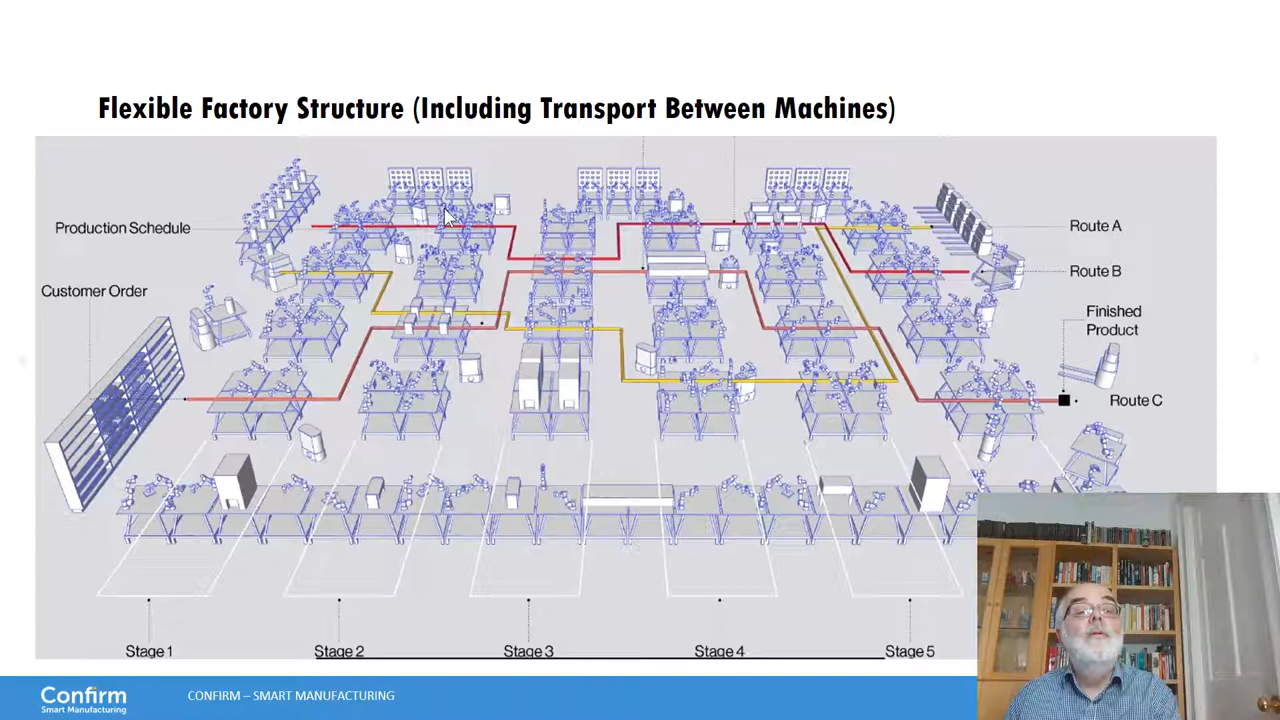 Flexible Factory Structure (Including Transport Between Machines)
Production Schedule
Route A
Route B
Customer Order
Finished
Product
Route C
Stage 1
Stage 2
Stage 3
Stage 4
Stage 5
Confirm
Smart Manufacturing
CONFIRM – SMART MANUFACTURING